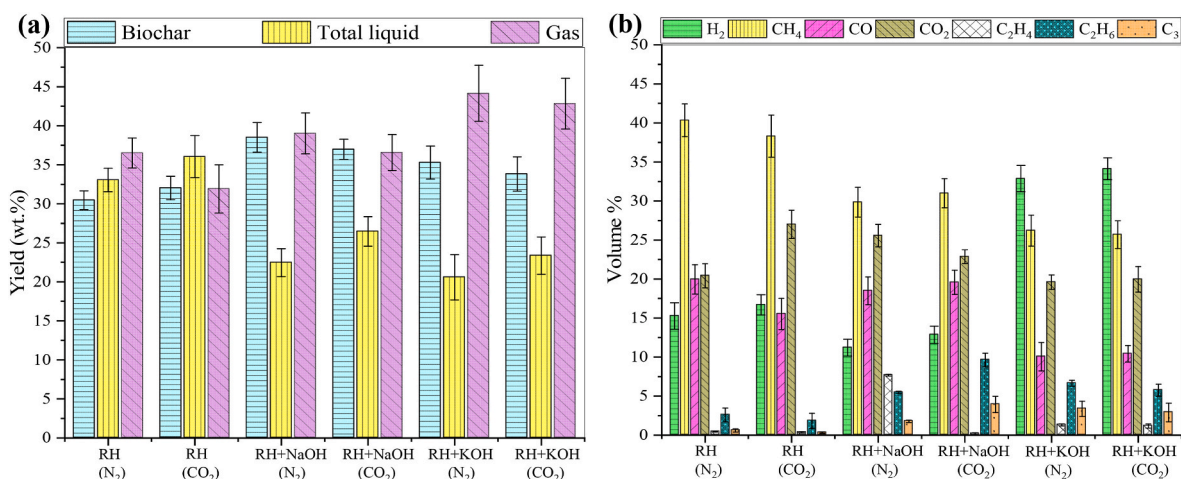 (a)
Biochar Total liquid Gas
50
45
40
35
30
25
20
15
10
5
0
Yield (wt.%)
RH RH RH+NaOH RH+NaOH RH+KOH RH+KOH
(N₂) (CO₂) (N₂) (CO₂) (N₂) (CO₂)
(b)
H₂ CH₄ CO CO₂ C₂H₄ C₂H₆ C₃
50
45
40
35
30
25
20
15
10
5
0
Volume %
RH RH RH+NaOH RH+NaOH RH+KOH RH+KOH
(N₂) (CO₂) (N₂) (CO₂) (N₂) (CO₂)